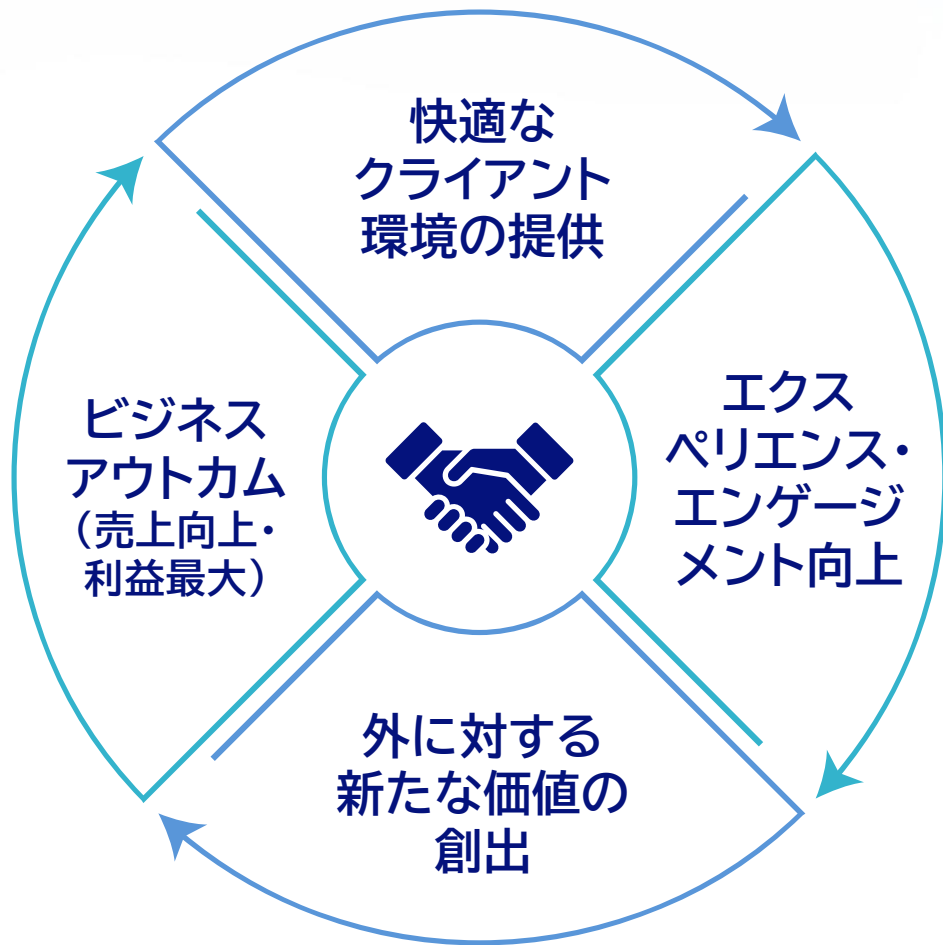 快適な
クライアント
環境の提供
エクス
ペリエンス・
エンゲージ
メント向上
外に対する
新たな価値の
創出
ビジネス
アウトカム
（売上向上・
利益最大）